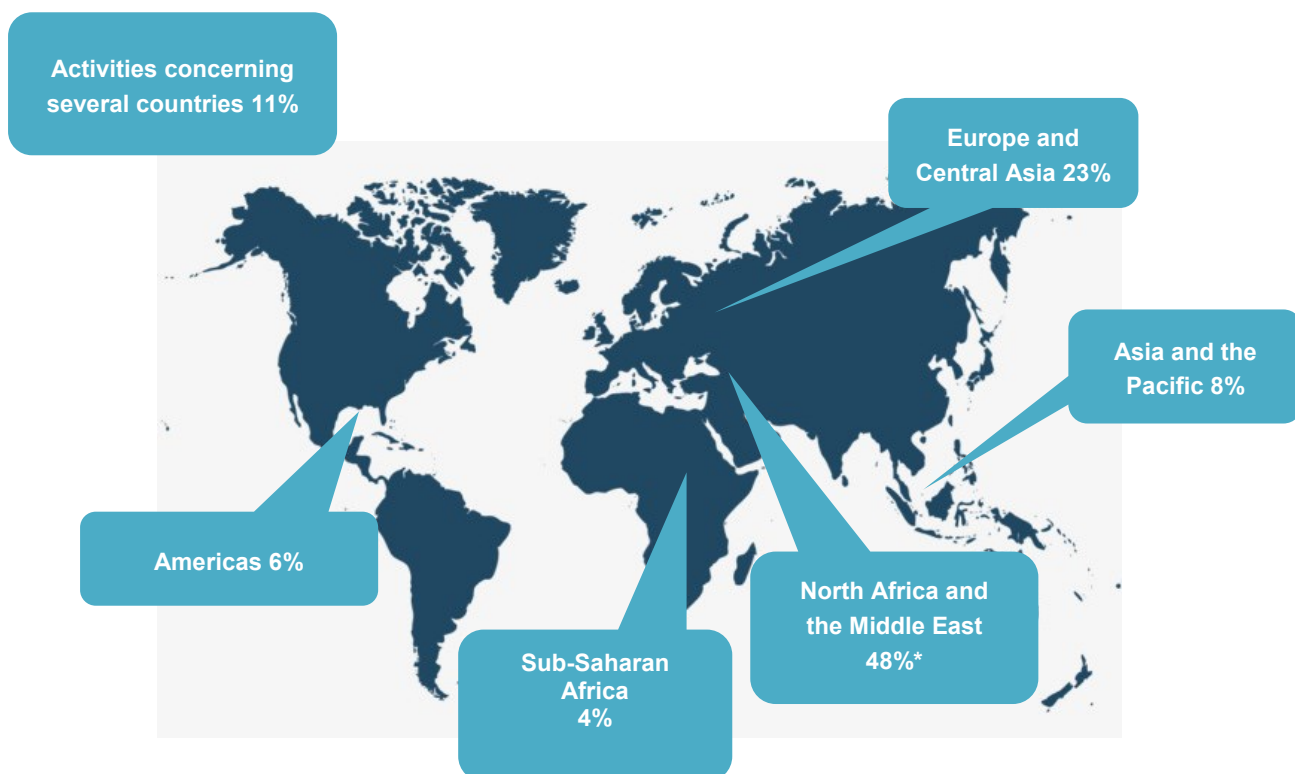 Activities concerning
several countries 11%
Europe and
Central Asia 23%
Asia and the
Pacific 8%
Americas 6%
North Africa and
the Middle East
48%*
Sub-Saharan
Africa
4%